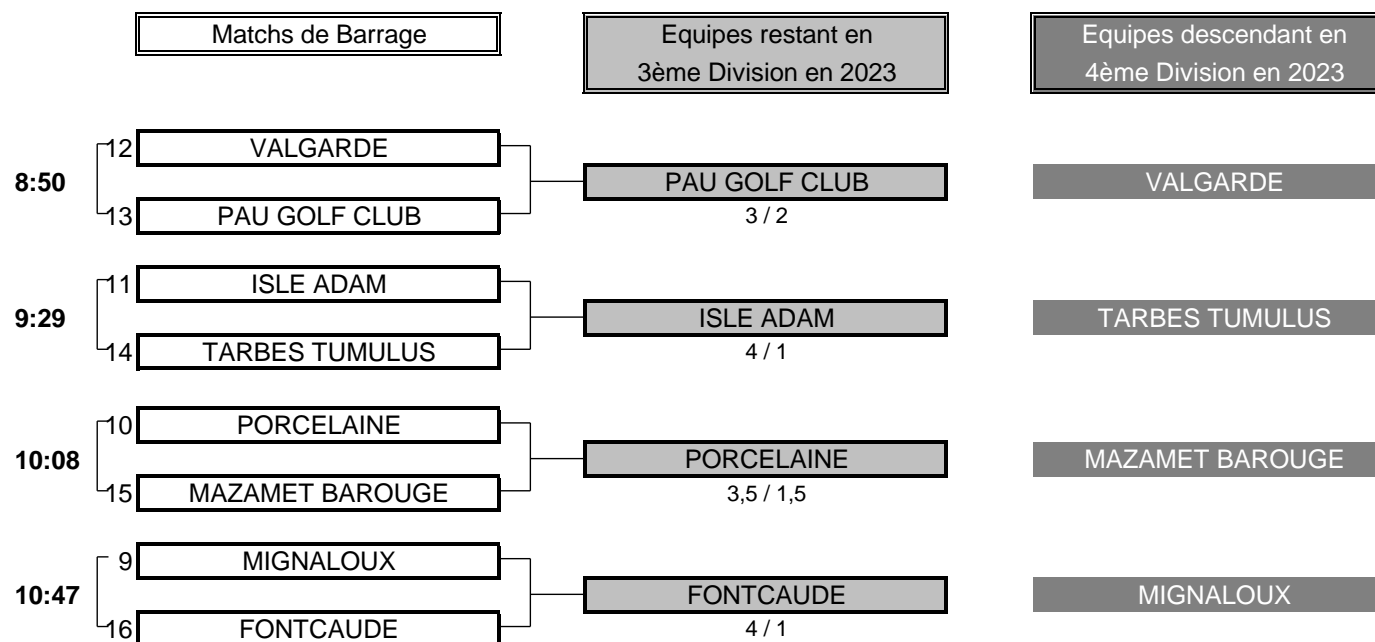 Matchs de Barrage
Equipes restant en
3ème Division en 2023
Equipes descendant en
4ème Division en 2023
12 VALGARDE
8:50 PAU GOLF CLUB VALGARDE
13 PAU GOLF CLUB 3 / 2
11 ISLE ADAM
9:29 ISLE ADAM TARBES TUMULUS
14 TARBES TUMULUS 4 / 1
10 PORCELAINE
10:08 PORCELAINE MAZAMET BAROUGE
15 MAZAMET BAROUGE 3,5 / 1,5
9 MIGNALOUX
10:47 FONTCAUDE MIGNALOUX
16 FONTCAUDE 4 / 1